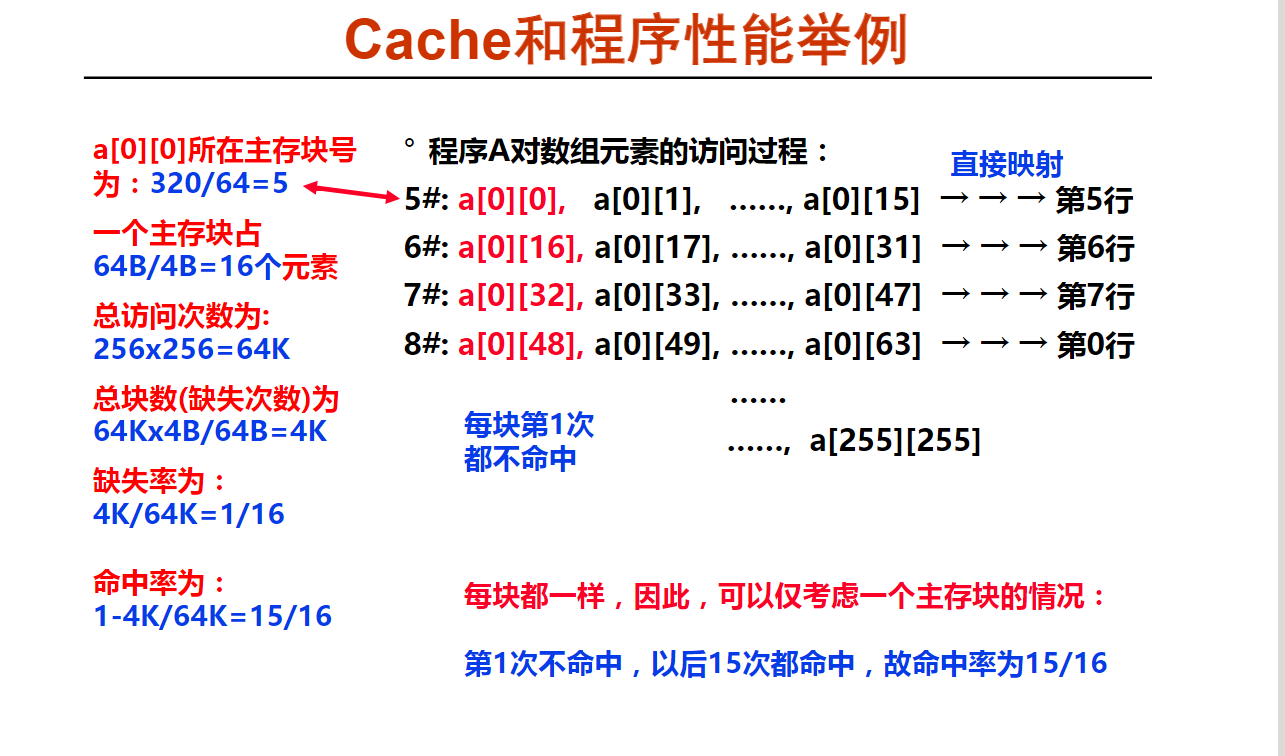 Cache和程序性能举例
a[0][0]所在主存块号
为：320/64=5
一个主存块占
64B/4B=16个元素
总访问次数为:
256x256=64K
总块数(缺失次数)为
64Kx4B/64B=4K
缺失率为：
4K/64K=1/16
命中率为：
1-4K/64K=15/16
° 程序A对数组元素的访问过程：
直接映射
5#: a[0][0], a[0][1], ……, a[0][15] →→→ 第5行
6#: a[0][16], a[0][17], ……, a[0][31] →→→ 第6行
7#: a[0][32], a[0][33], ……, a[0][47] →→→ 第7行
8#: a[0][48], a[0][49], ……, a[0][63] →→→ 第0行
……
……, a[255][255]
每块第1次
都不命中
每块都一样，因此，可以仅考虑一个主存块的情况：
第1次不命中，以后15次都命中，故命中率为15/16